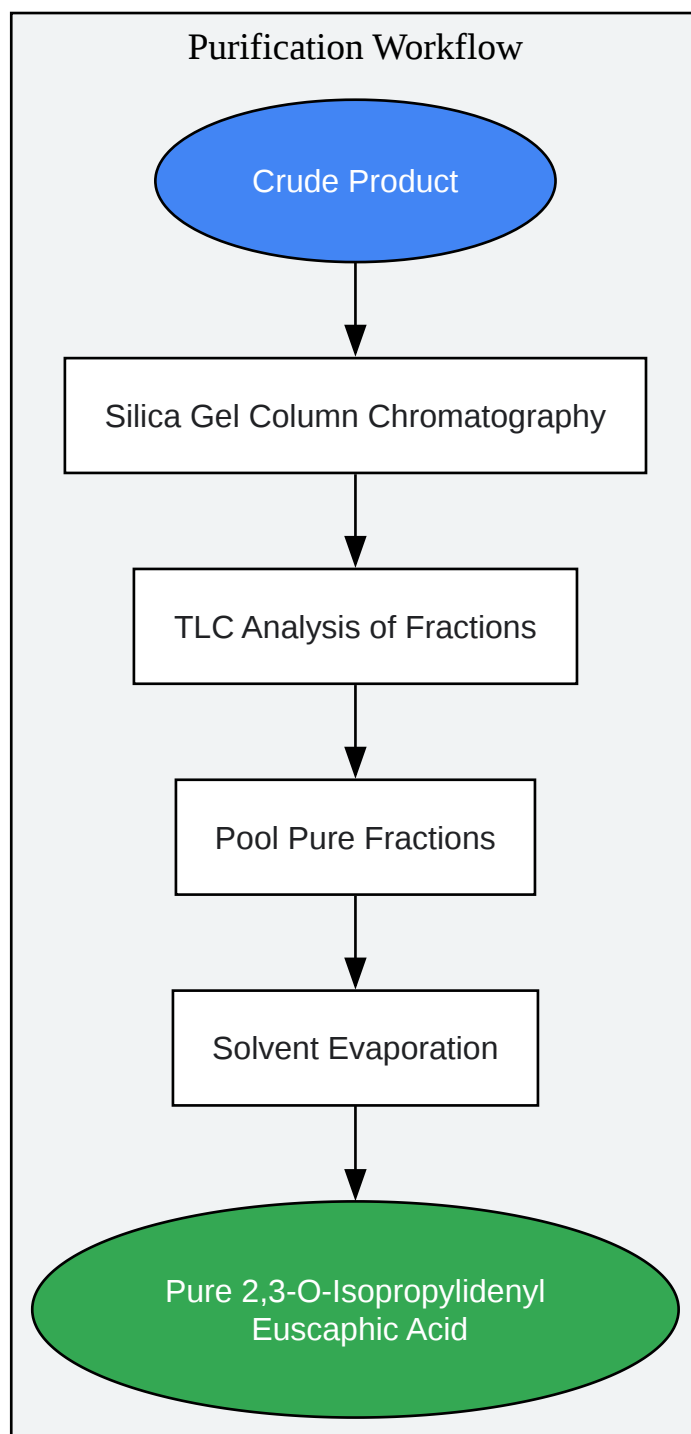 Purification Workflow
Crude Product
Silica Gel Column Chromatography
TLC Analysis of Fractions
Pool Pure Fractions
Solvent Evaporation
Pure 2,3-O-Isopropylidenyl
Euscaphic Acid